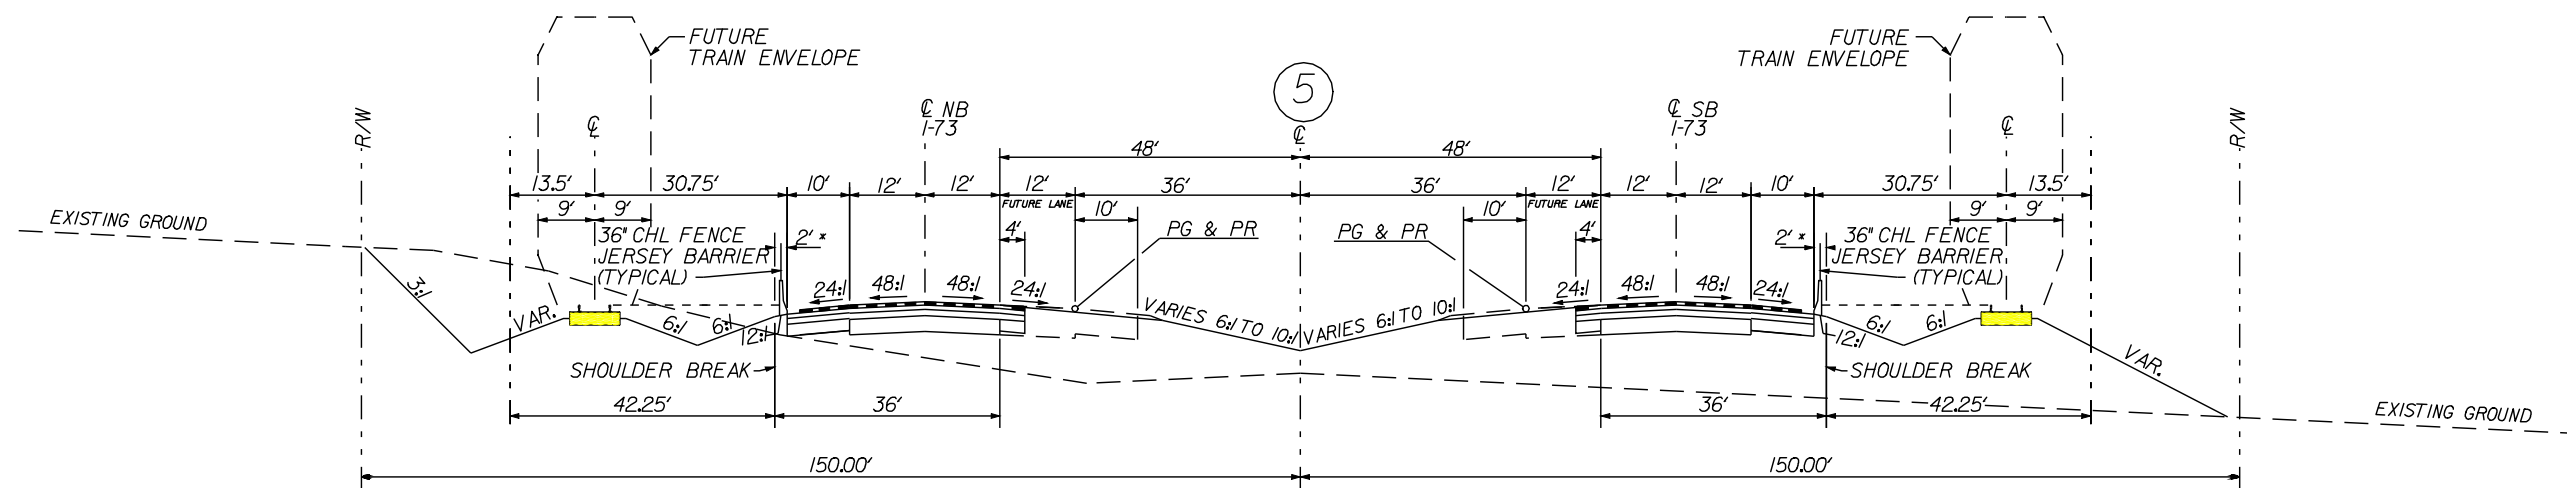 FUTURE
TRAIN ENVELOPE
FUTURE
TRAIN ENVELOPE
5
R/W
℄
℄ NB
I-73
℄
℄ SB
I-73
℄
R/W
48'
48'
13.5'
30.75'
10'
12'
12'
12'
36'
36'
12'
12'
12'
10'
30.75'
13.5'
FUTURE LANE
FUTURE LANE
EXISTING GROUND
9'
9'
10'
10'
9'
9'
36" CHL FENCE
JERSEY BARRIER
(TYPICAL)
2' *
4'
PG & PR
PG & PR
4'
2' *
36" CHL FENCE
JERSEY BARRIER
(TYPICAL)
3:1
VAR.
6:1
6:1
12:1
24:1
48:1
48:1
24:1
VARIES 6:1 TO 10:1
VARIES 6:1 TO 10:1
24:1
48:1
48:1
24:1
12:1
6:1
6:1
VAR.
SHOULDER BREAK
SHOULDER BREAK
42.25'
36'
36'
42.25'
EXISTING GROUND
150.00'
150.00'